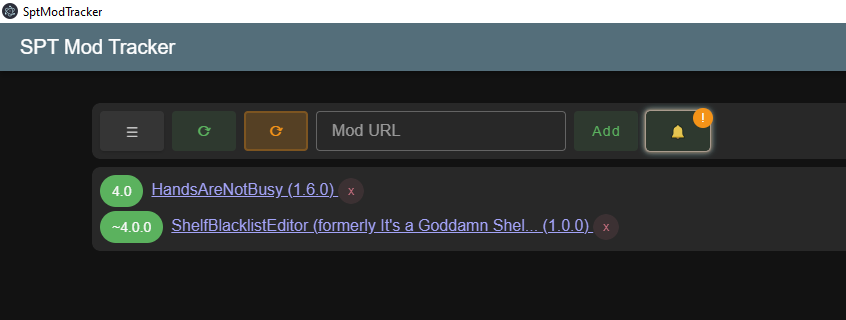 SptModTracker
SPT Mod Tracker
Mod URL Add !
4.0 HandsAreNotBusy (1.6.0) x
~4.0.0 ShelfBlacklistEditor (formerly It's a Goddamn Shel... (1.0.0) x